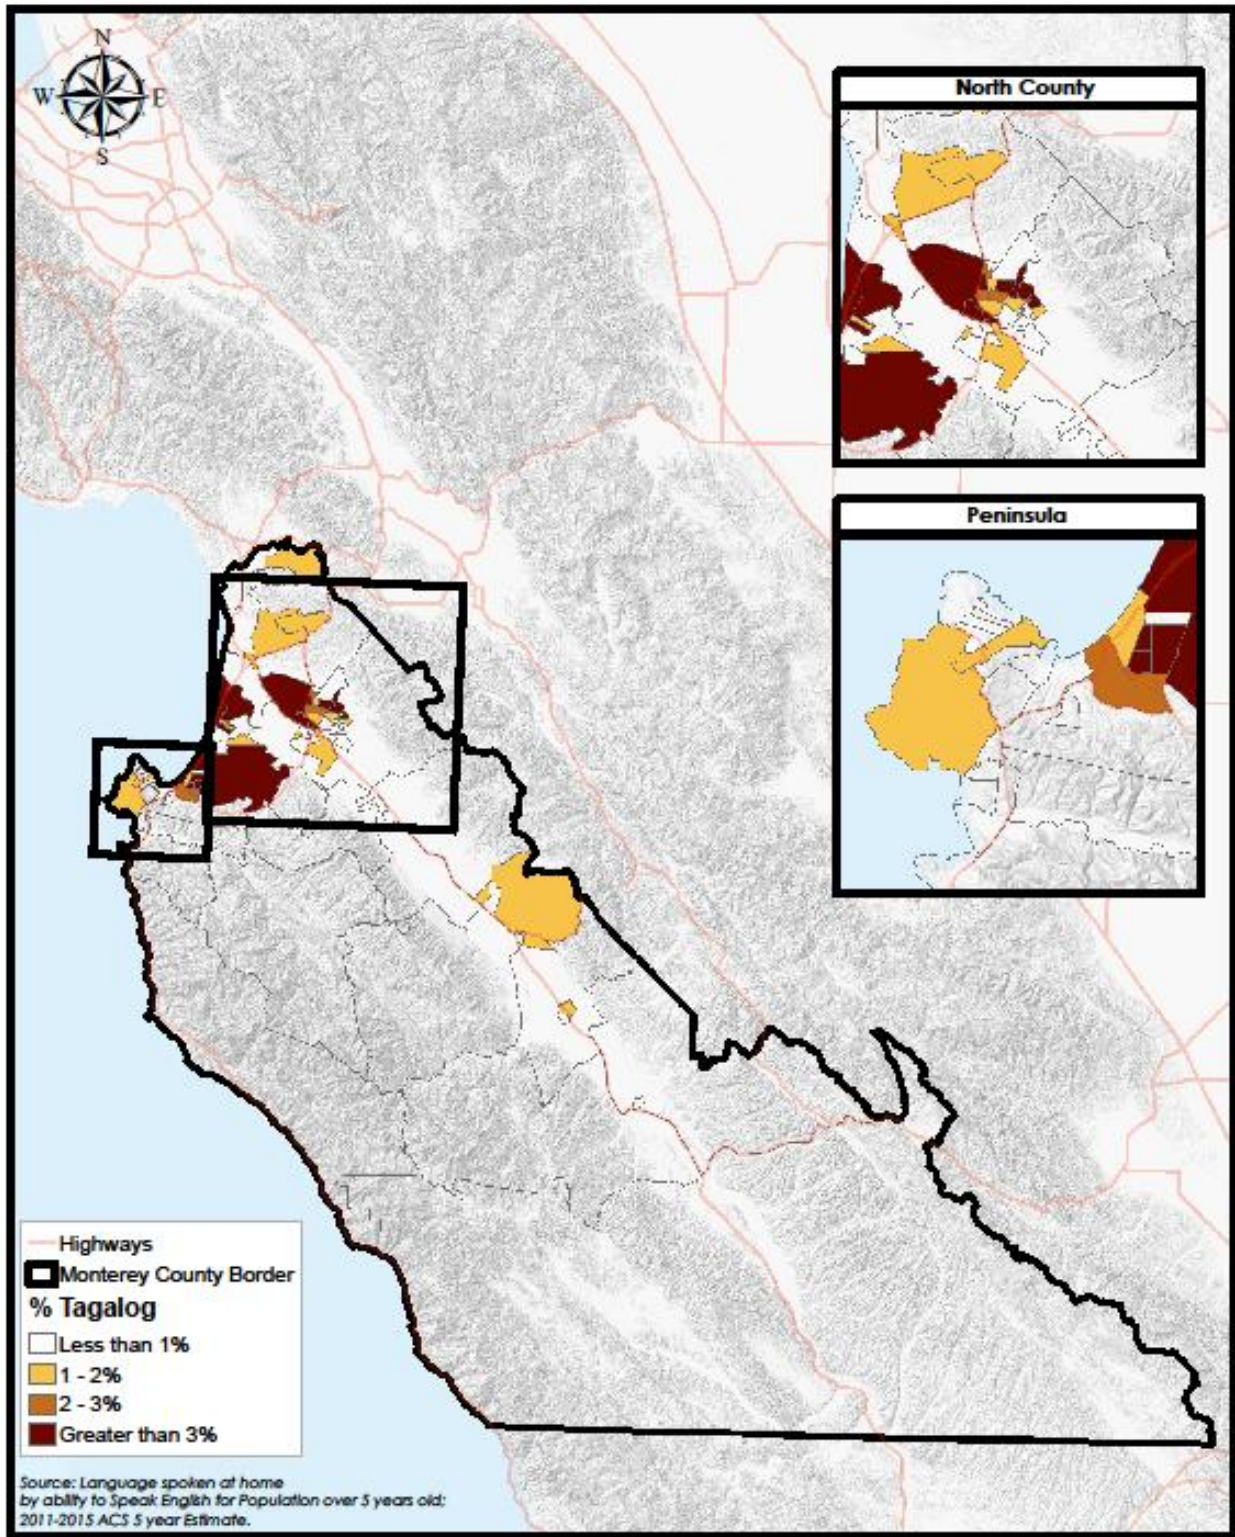 N
W E
S
North County
Peninsula
Highways
Monterey County Border
% Tagalog
Less than 1%
1 - 2%
2 - 3%
Greater than 3%
Source: Language spoken at home
by ability to Speak English for Population over 5 years old;
2011-2015 ACS 5 year Estimate.